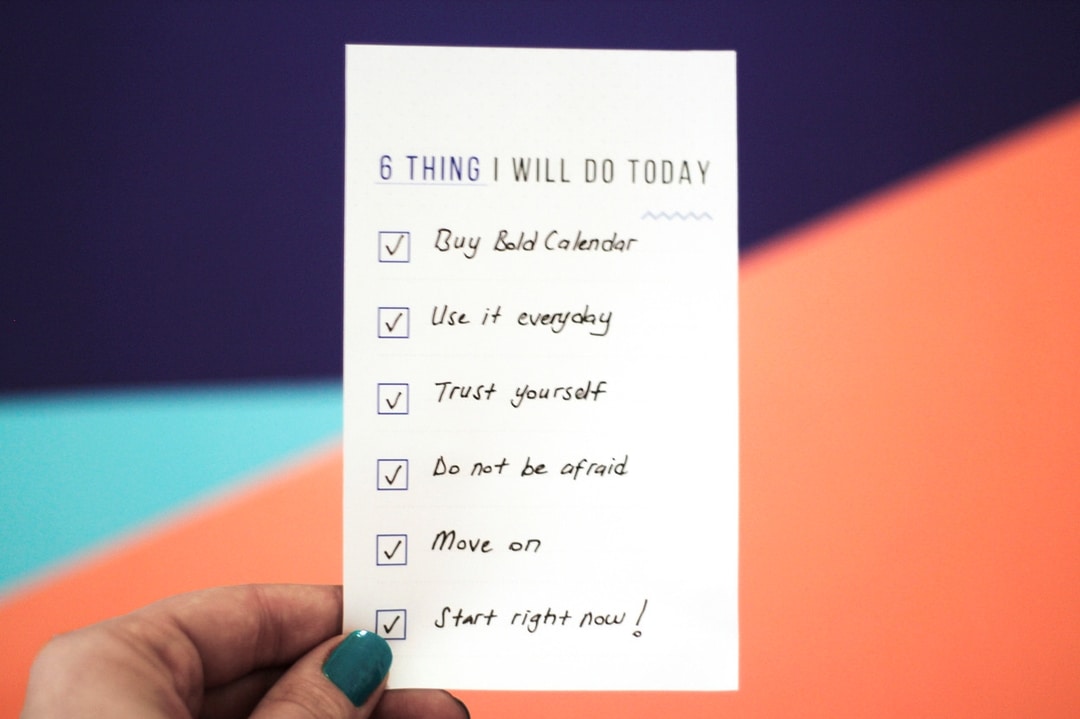 6 THING I WILL DO TODAY
Buy Bold Calendar
Use it everyday
Trust yourself
Do not be afraid
Move on
Start right now!